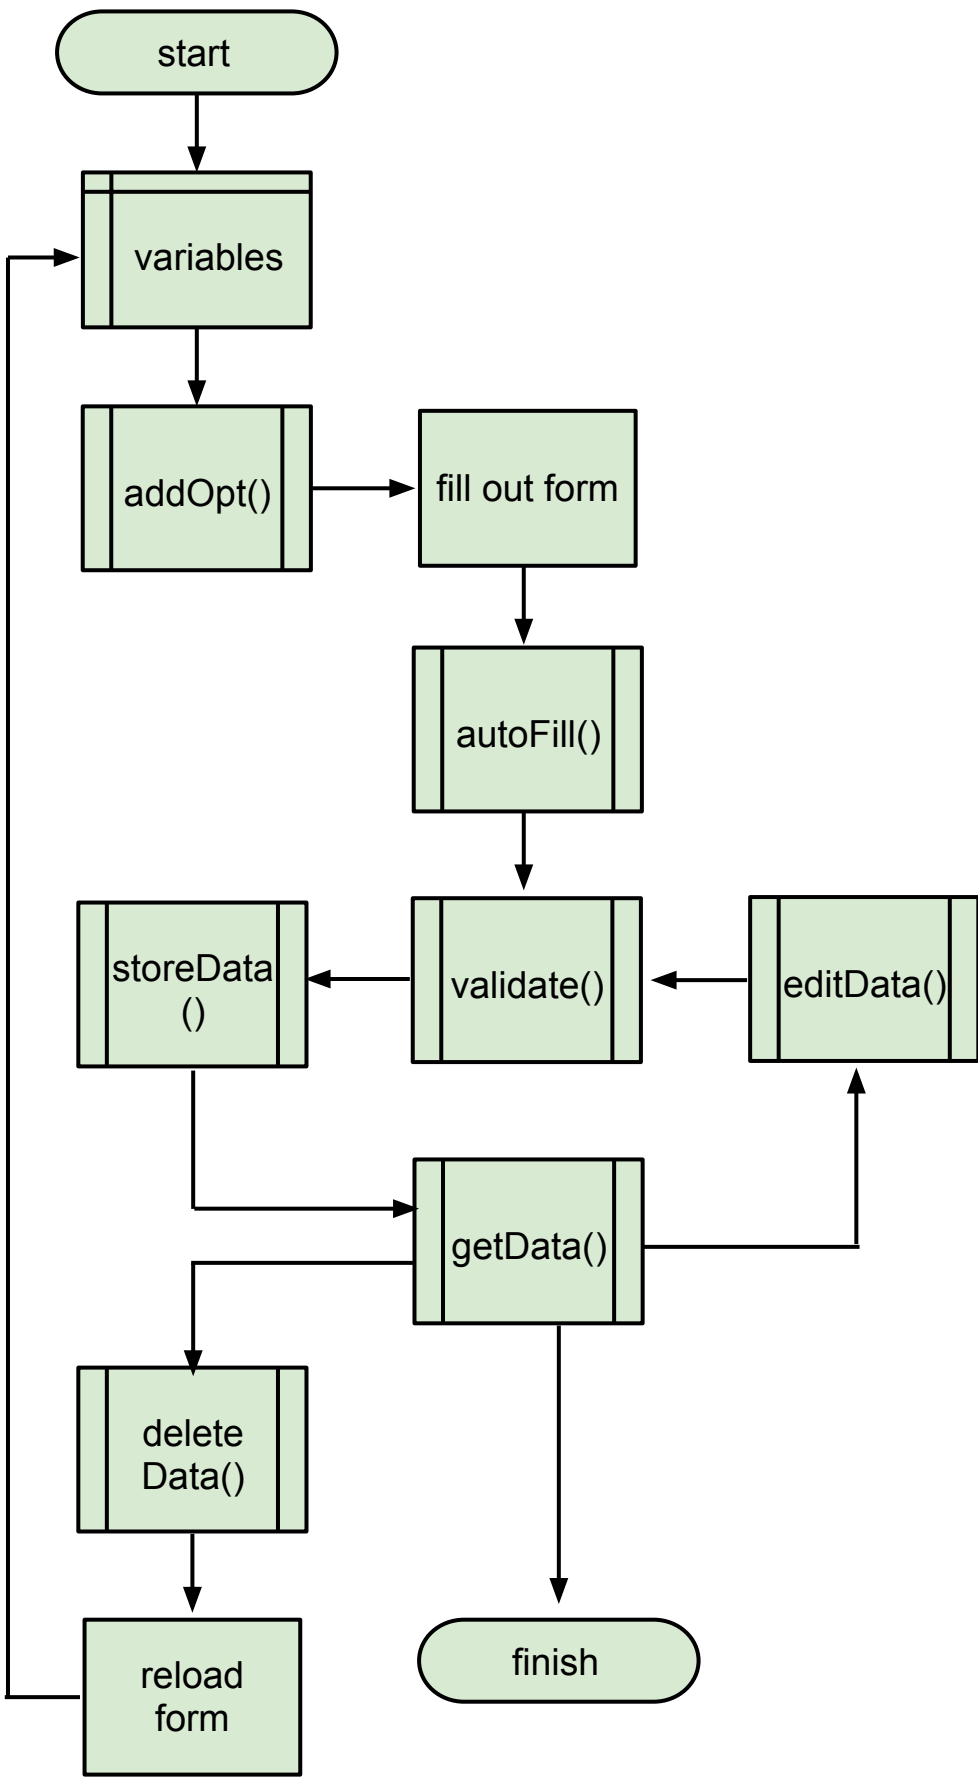 start
variables
addOpt()
fill out form
autoFill()
storeData
()
validate()
editData()
getData()
delete
Data()
reload
form
finish